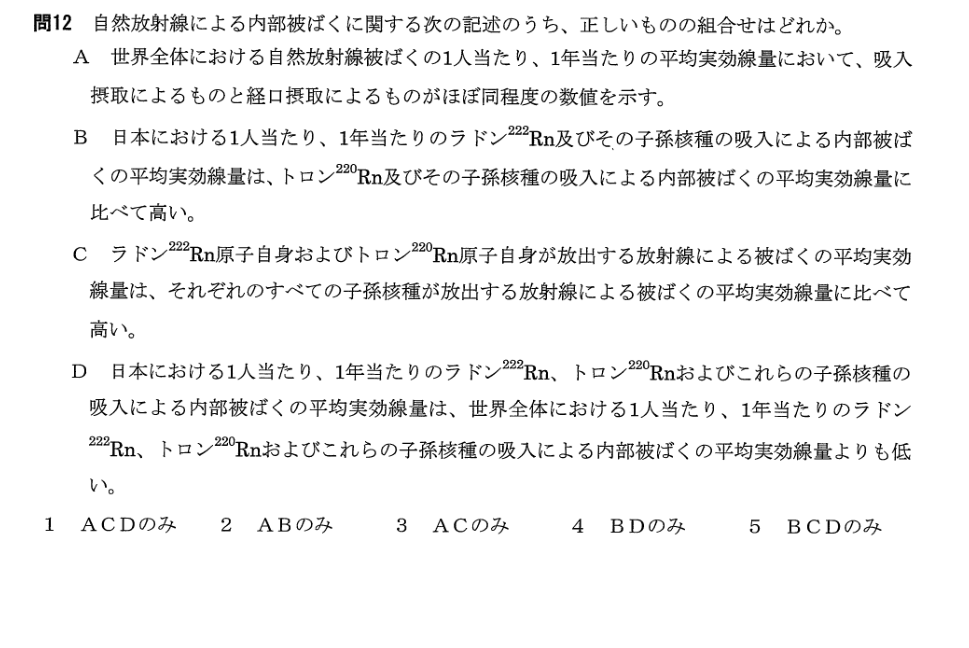 問12 自然放射線による内部被ばくに関する次の記述のうち、正しいものの組合せはどれか。
A 世界全体における自然放射線被ばくの1人当たり、1年当たりの平均実効線量において、吸入
摂取によるものと経口摂取によるものがほぼ同程度の数値を示す。
B 日本における1人当たり、1年当たりのラドン²²²Rn及びその子孫核種の吸入による内部被ば
くの平均実効線量は、トロン²²⁰Rn及びその子孫核種の吸入による内部被ばくの平均実効線量に
比べて高い。
C ラドン²²²Rn原子自身およびトロン²²⁰Rn原子自身が放出する放射線による被ばくの平均実効
線量は、それぞれのすべての子孫核種が放出する放射線による被ばくの平均実効線量に比べて
高い。
D 日本における1人当たり、1年当たりのラドン²²²Rn、トロン²²⁰Rnおよびこれらの子孫核種の
吸入による内部被ばくの平均実効線量は、世界全体における1人当たり、1年当たりのラドン
²²²Rn、トロン²²⁰Rnおよびこれらの子孫核種の吸入による内部被ばくの平均実効線量よりも低
い。
1 ACDのみ 2 ABのみ 3 ACのみ 4 BDのみ 5 BCDのみ